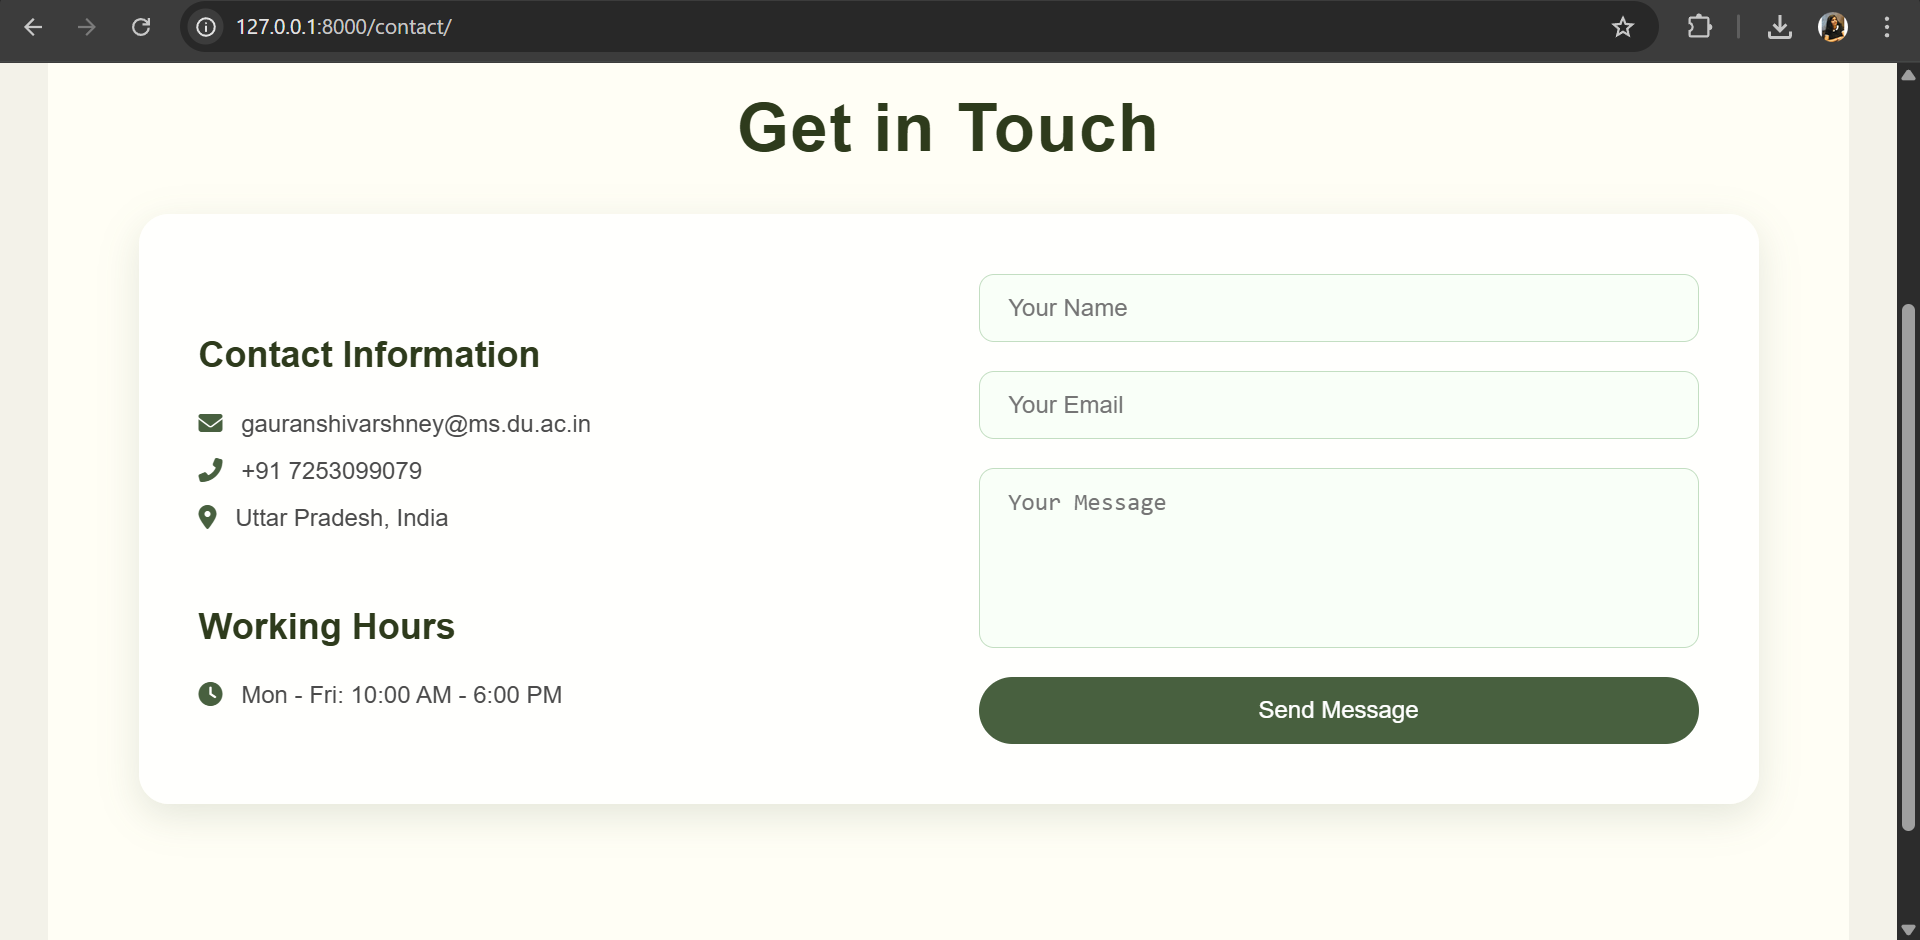 127.0.0.1:8000/contact/
Get in Touch
Contact Information
gauranshivarshney@ms.du.ac.in
+91 7253099079
Uttar Pradesh, India
Working Hours
Mon - Fri: 10:00 AM - 6:00 PM
Your Name
Your Email
Your Message
Send Message